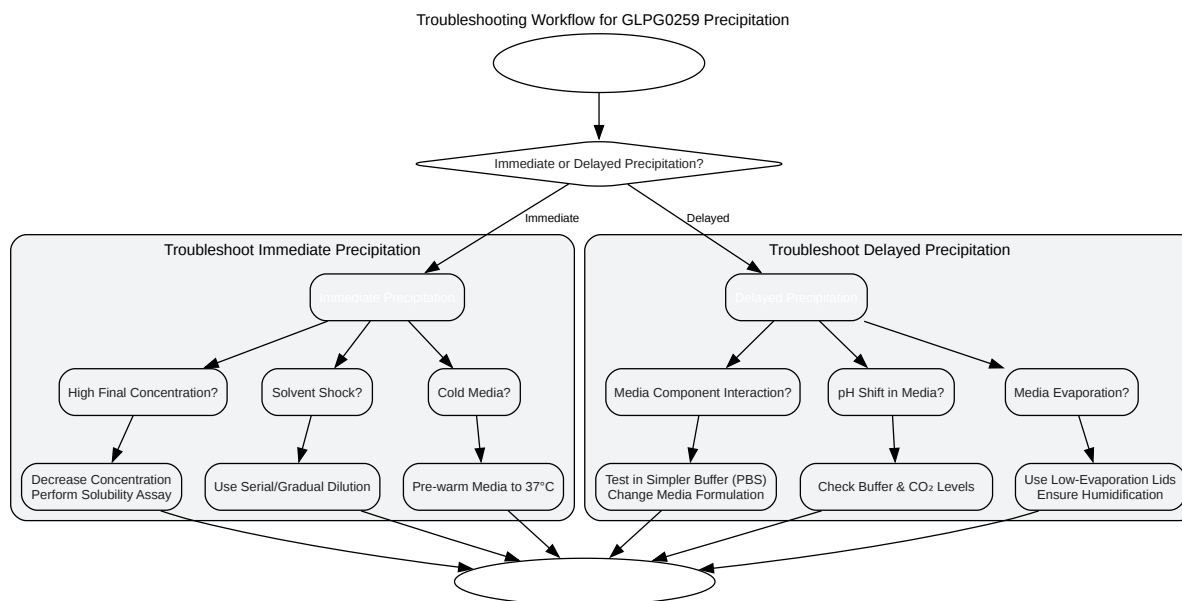 Troubleshooting Workflow for GLPG0259 Precipitation
Immediate or Delayed Precipitation?
Immediate
Delayed
Troubleshoot Immediate Precipitation
Troubleshoot Delayed Precipitation
Immediate Precipitation
Delayed Precipitation
High Final Concentration?
Solvent Shock?
Cold Media?
Media Component Interaction?
pH Shift in Media?
Media Evaporation?
Decrease Concentration
Perform Solubility Assay
Use Serial/Gradual Dilution
Pre-warm Media to 37°C
Test in Simpler Buffer (PBS)
Change Media Formulation
Check Buffer & CO₂ Levels
Use Low-Evaporation Lids
Ensure Humidification